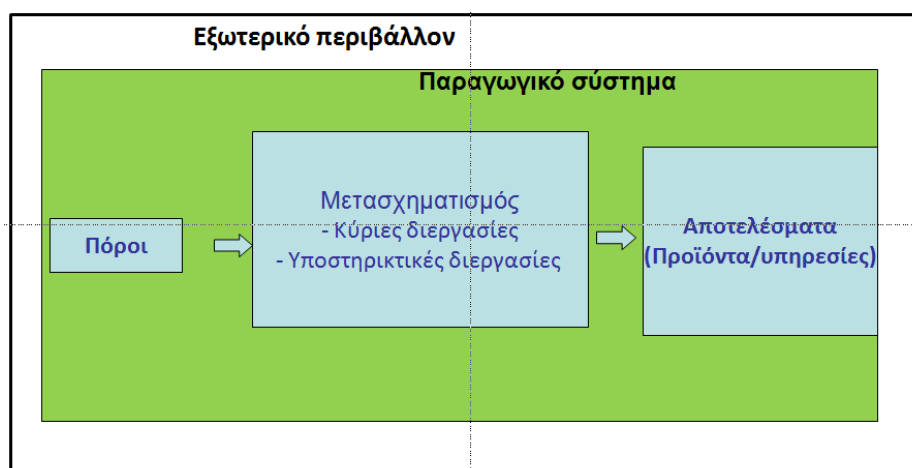 Εξωτερικό περιβάλλον
Παραγωγικό σύστημα
Πόροι
Μετασχηματισμός
- Κύριες διεργασίες
- Υποστηρικτικές διεργασίες
Αποτελέσματα
(Προϊόντα/υπηρεσίες)